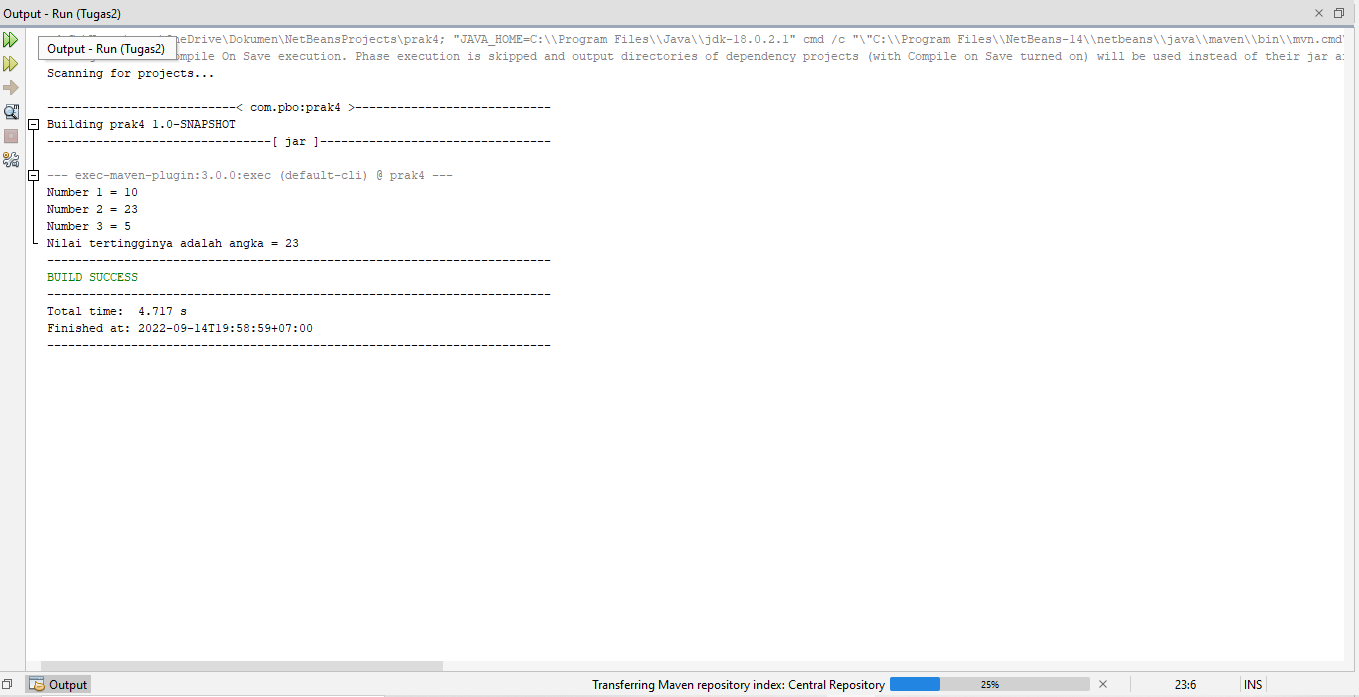 Output - Run (Tugas2)
Output - Run (Tugas2)
OneDrive\Dokumen\NetBeansProjects\prak4; "JAVA_HOME=C:\\Program Files\\Java\\jdk-18.0.2.1" cmd /c "\"C:\\Program Files\\NetBeans-14\\netbeans\\java\\maven\\bin\\mvn.cmd\
Compile On Save execution. Phase execution is skipped and output directories of dependency projects (with Compile on Save turned on) will be used instead of their jar
Scanning for projects...
---------------------------< com.pbo:prak4 >----------------------------
Building prak4 1.0-SNAPSHOT
--------------------------------[ jar ]---------------------------------
--- exec-maven-plugin:3.0.0:exec (default-cli) @ prak4 ---
Number 1 = 10
Number 2 = 23
Number 3 = 5
Nilai tertingginya adalah angka = 23
------------------------------------------------------------------------
BUILD SUCCESS
------------------------------------------------------------------------
Total time:  4.717 s
Finished at: 2022-09-14T19:58:59+07:00
------------------------------------------------------------------------
Output
Transferring Maven repository index: Central Repository
25%
23:6
INS